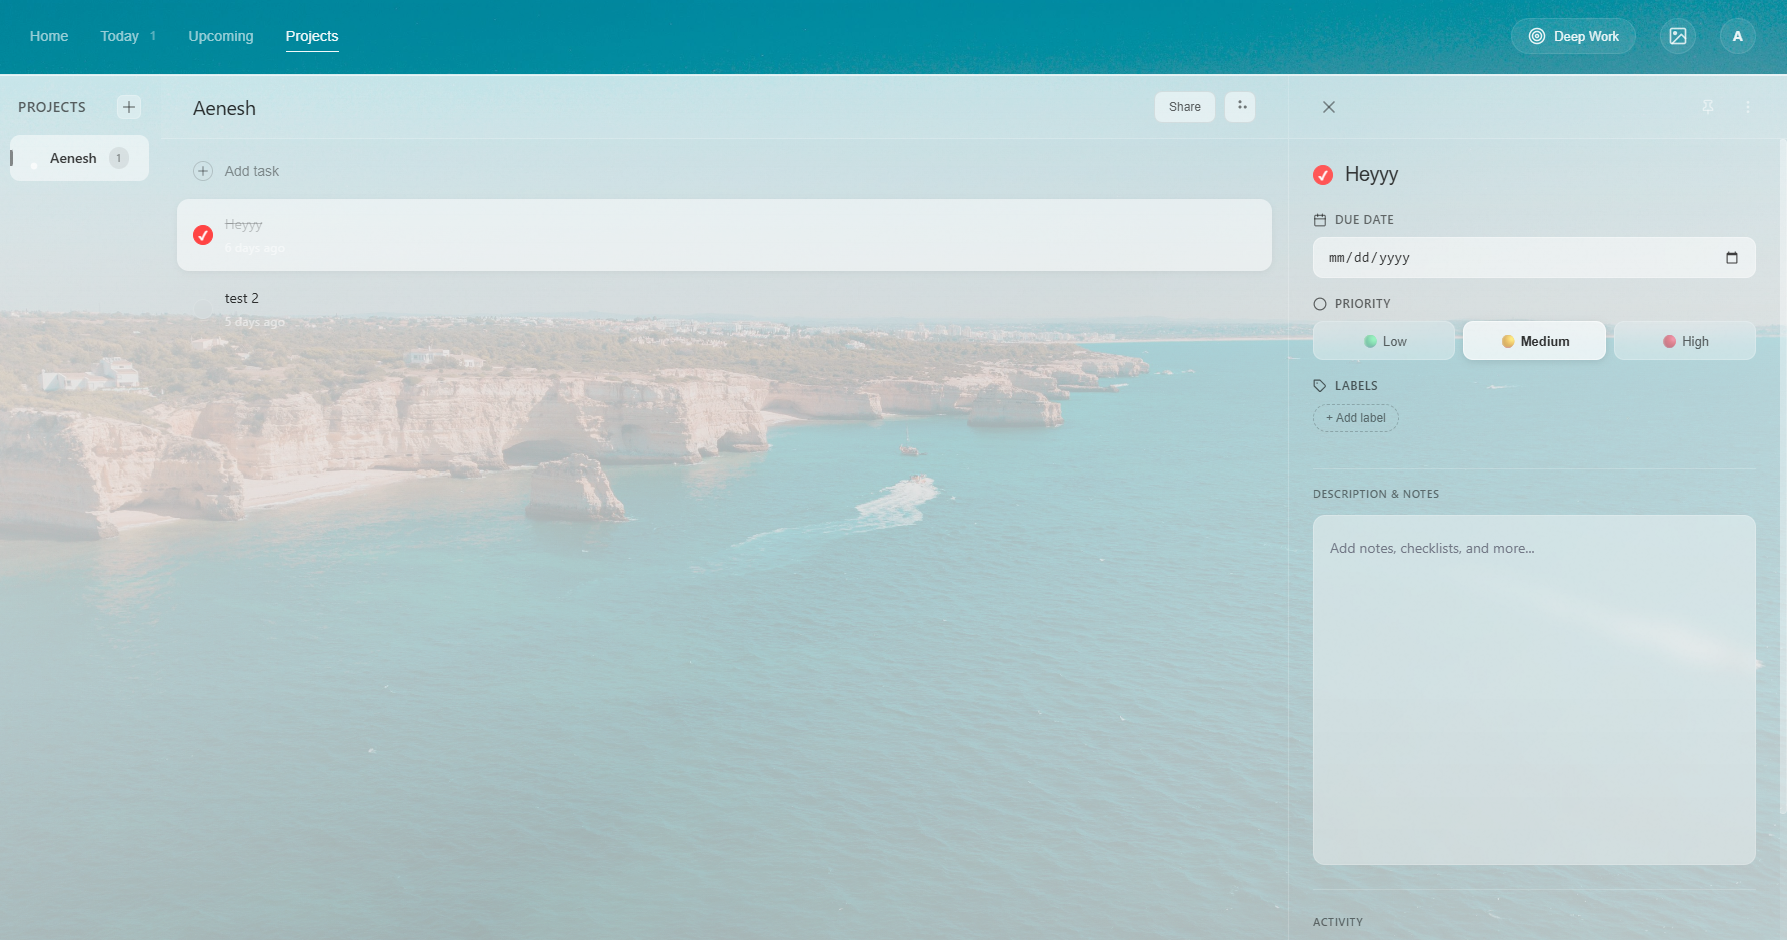 Home Today 1 Upcoming Projects Deep Work A
PROJECTS
Aenesh 1
Aenesh Share
Add task
Heyyy
6 days ago
test 2
5 days ago
Heyyy
DUE DATE
mm/dd/yyyy
PRIORITY
Low Medium High
LABELS
+ Add label
DESCRIPTION & NOTES
Add notes, checklists, and more...
ACTIVITY